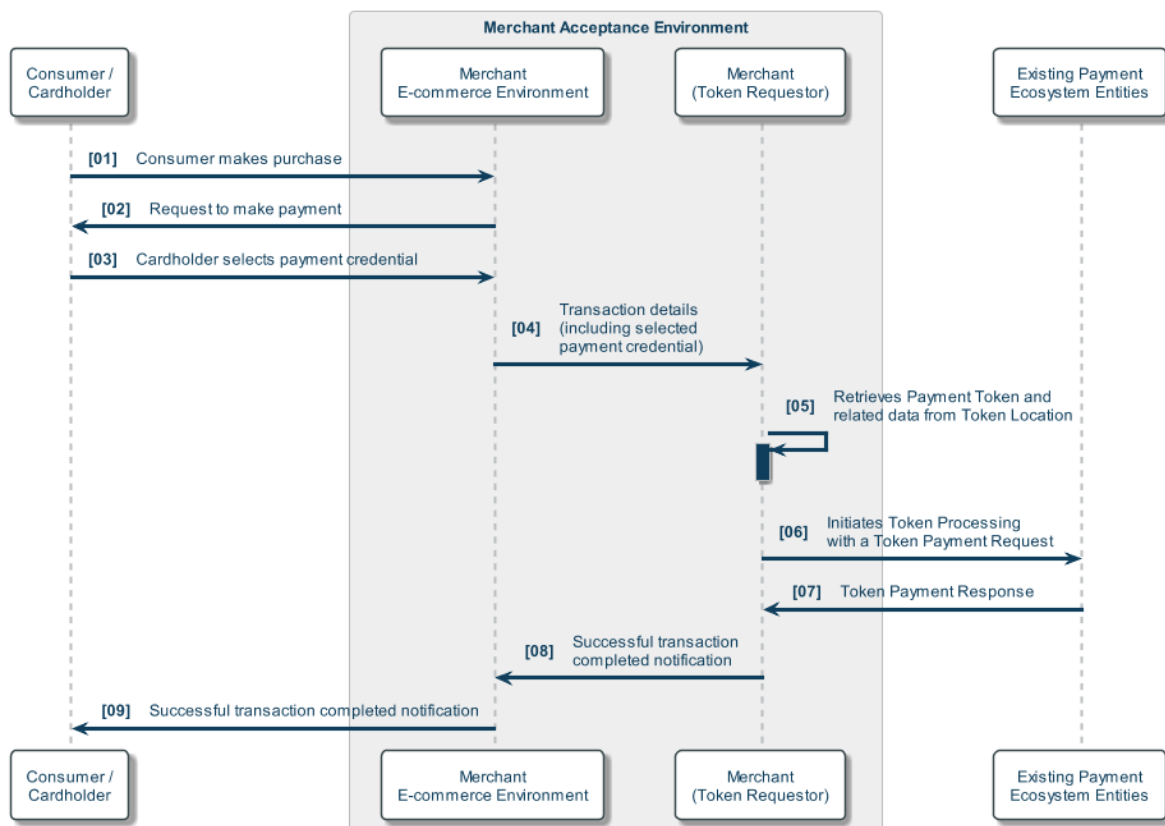 Merchant Acceptance Environment
Consumer /
Cardholder
Merchant
E-commerce Environment
Merchant
(Token Requestor)
Existing Payment
Ecosystem Entities
[01] Consumer makes purchase
[02] Request to make payment
[03] Cardholder selects payment credential
Transaction details
[04] (including selected
payment credential)
[05] Retrieves Payment Token and
related data from Token Location
[06] Initiates Token Processing
with a Token Payment Request
[07] Token Payment Response
[08] Successful transaction
completed notification
[09] Successful transaction completed notification
Consumer /
Cardholder
Merchant
E-commerce Environment
Merchant
(Token Requestor)
Existing Payment
Ecosystem Entities